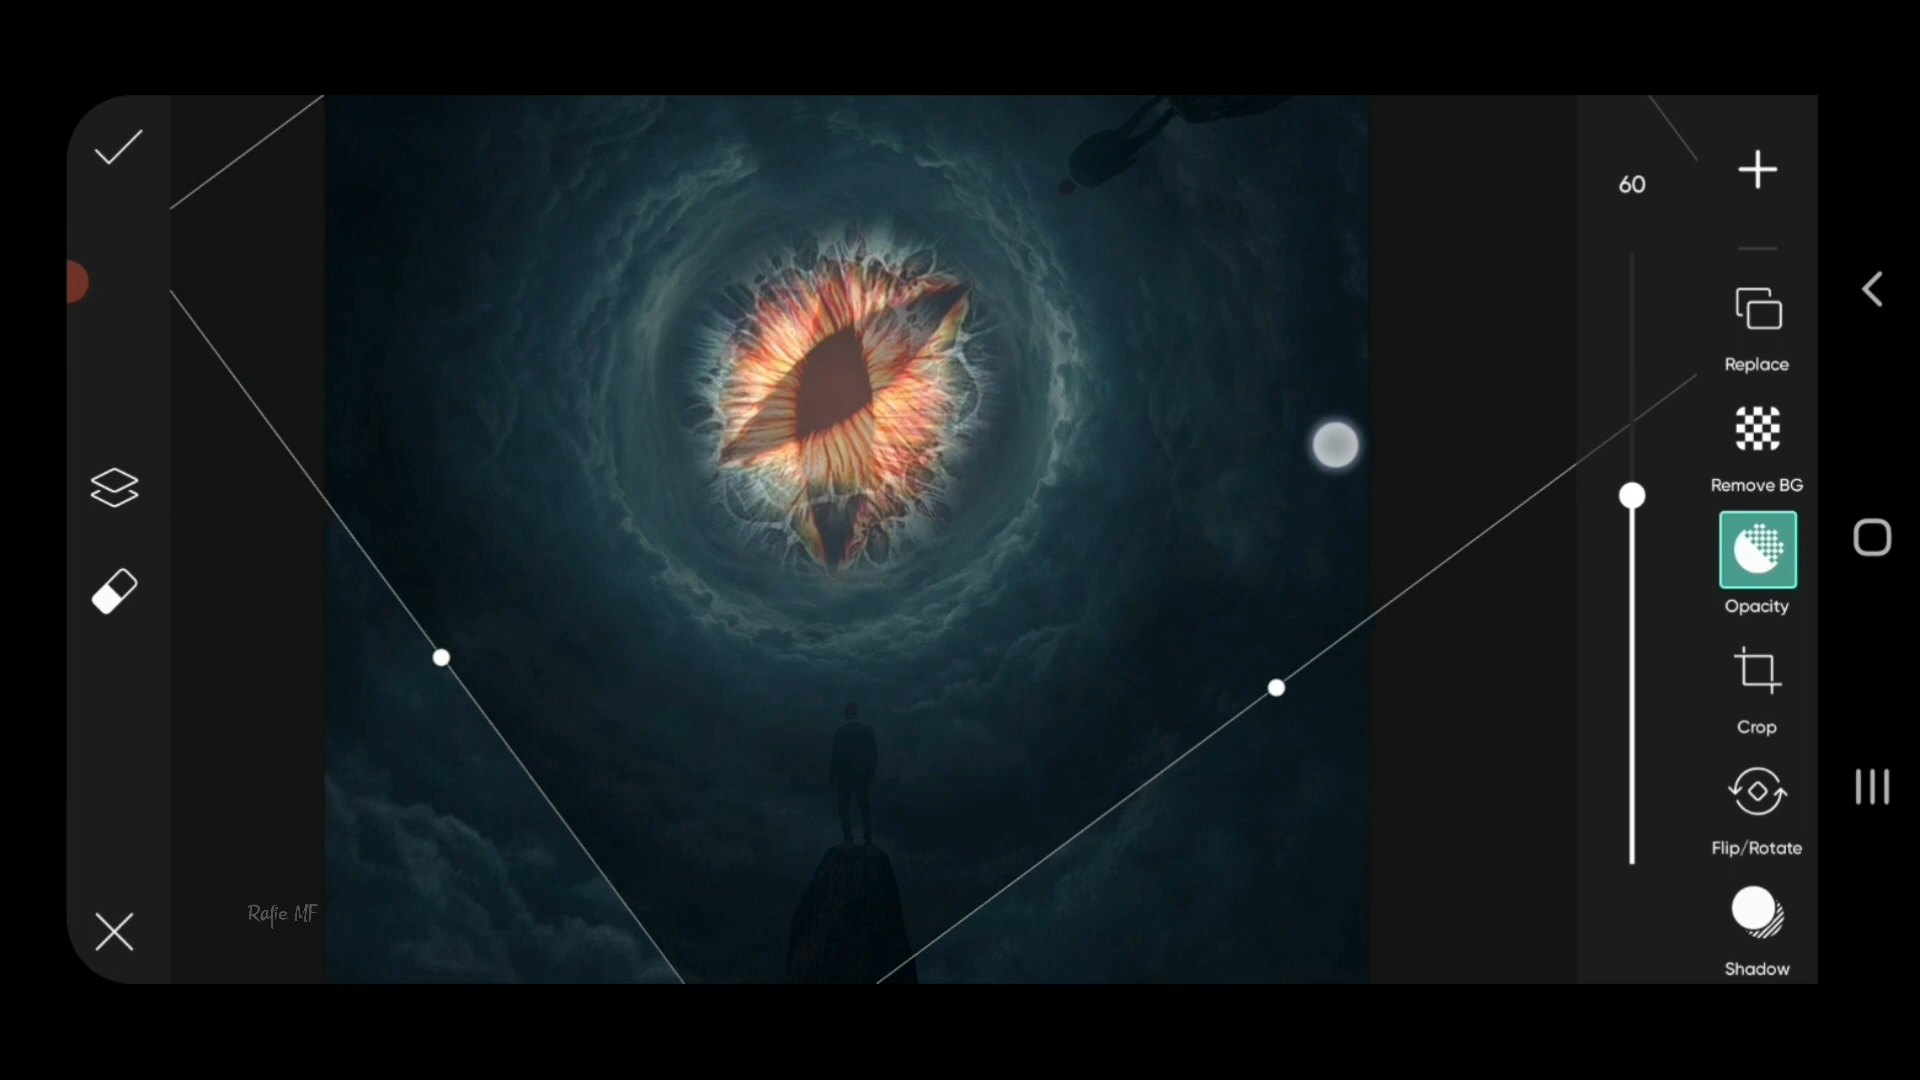 60
Replace
Remove BG
Opacity
Crop
Flip/Rotate
Shadow
Rafie MF